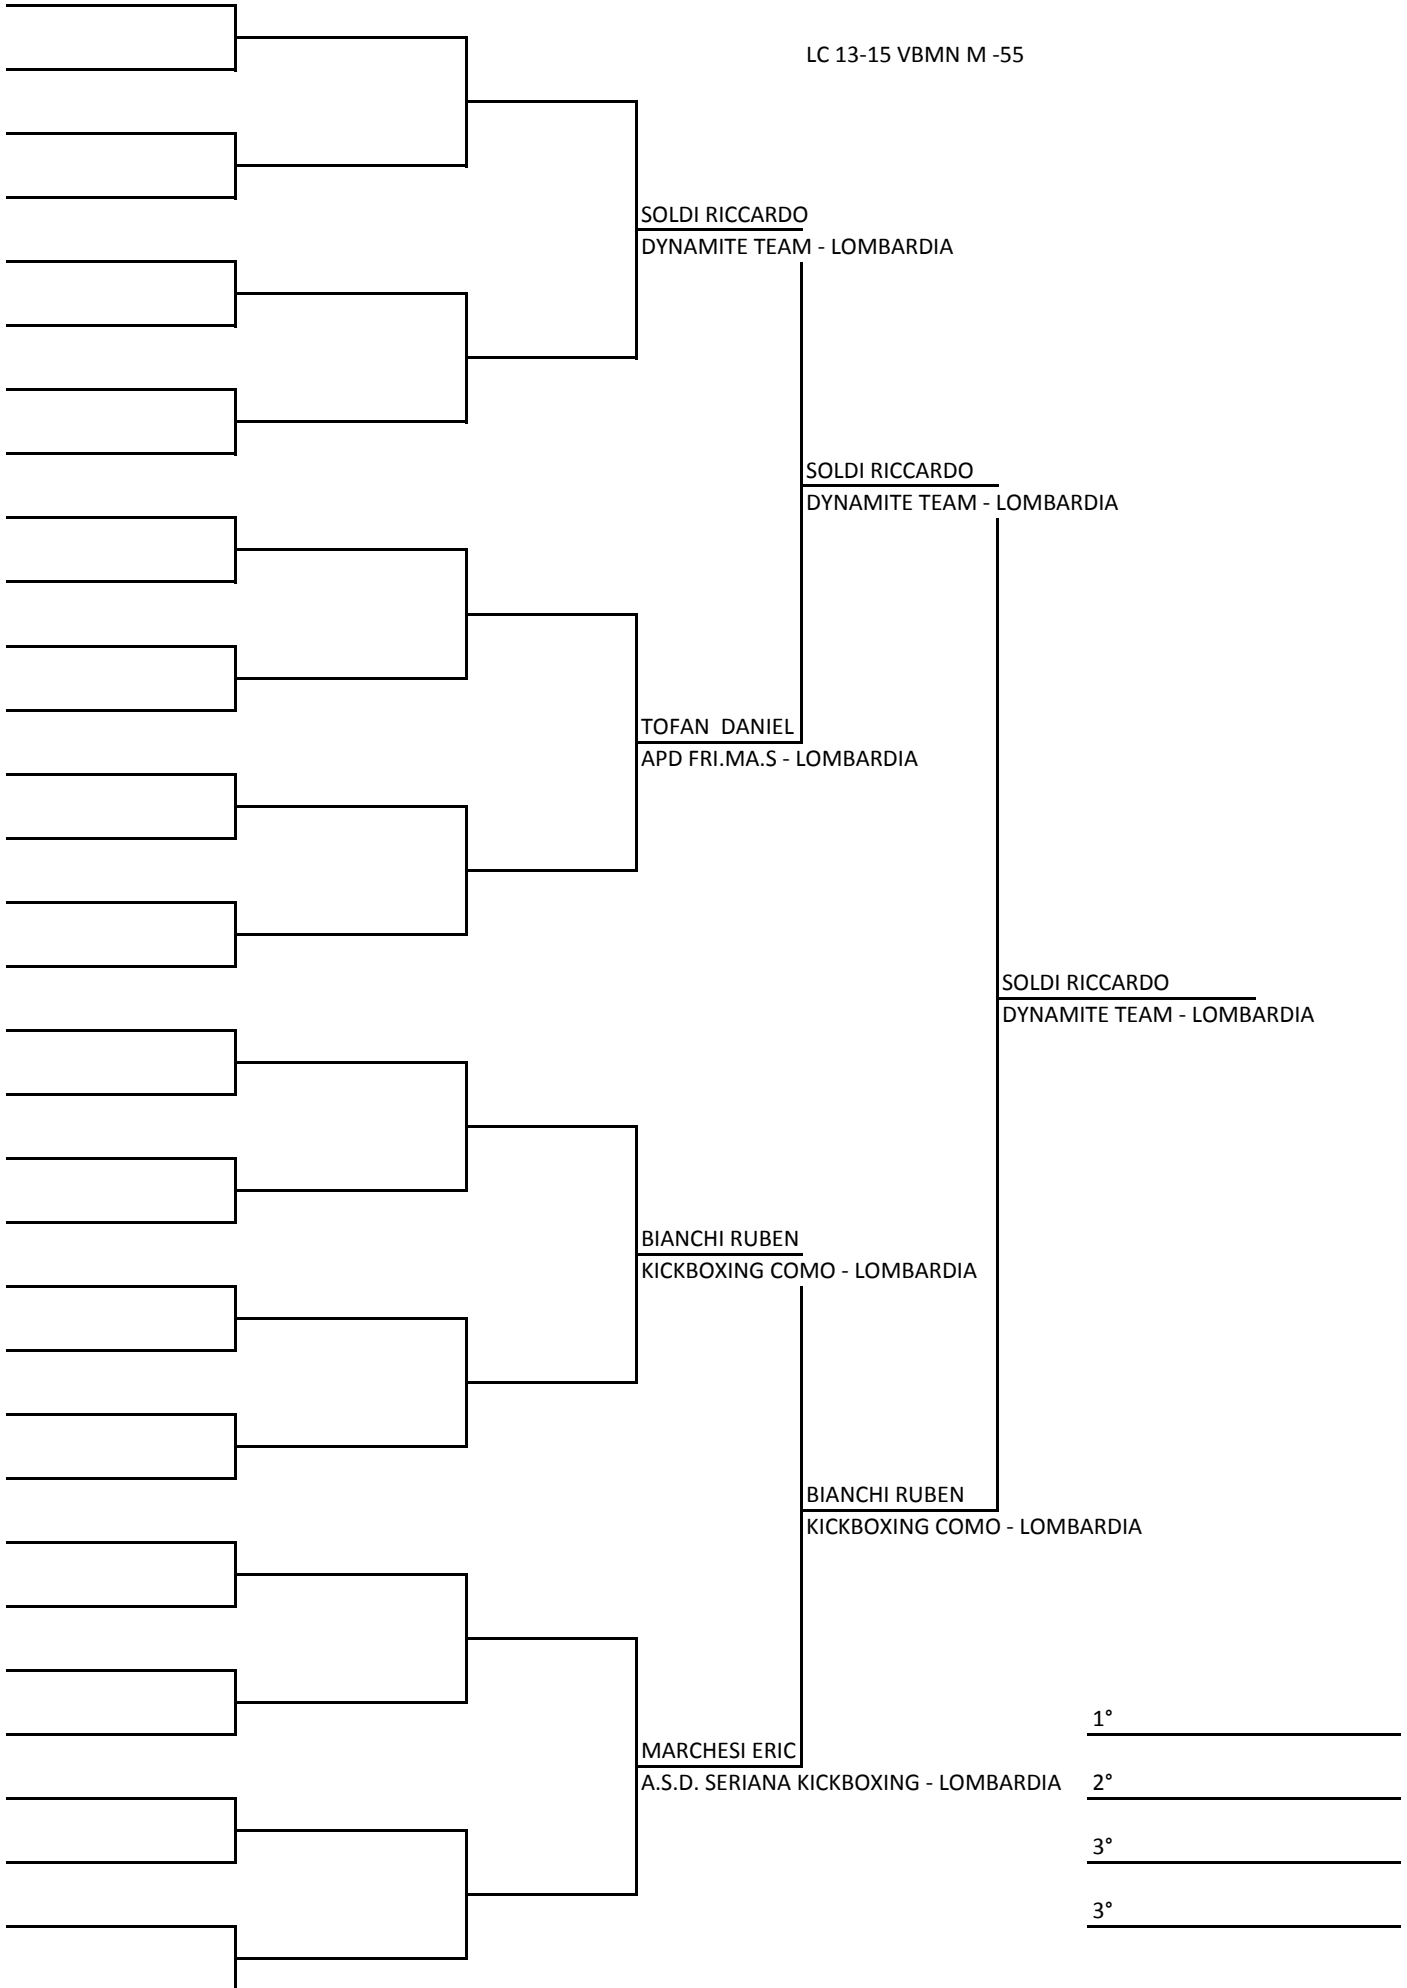 LC 13-15 VBMN M -55
SOLDI RICCARDO
DYNAMITE TEAM - LOMBARDIA
SOLDI RICCARDO
DYNAMITE TEAM - LOMBARDIA
TOFAN  DANIEL
APD FRI.MA.S - LOMBARDIA
SOLDI RICCARDO
DYNAMITE TEAM - LOMBARDIA
BIANCHI RUBEN
KICKBOXING COMO - LOMBARDIA
BIANCHI RUBEN
KICKBOXING COMO - LOMBARDIA
1°
MARCHESI ERIC
A.S.D. SERIANA KICKBOXING - LOMBARDIA
2°
3°
3°